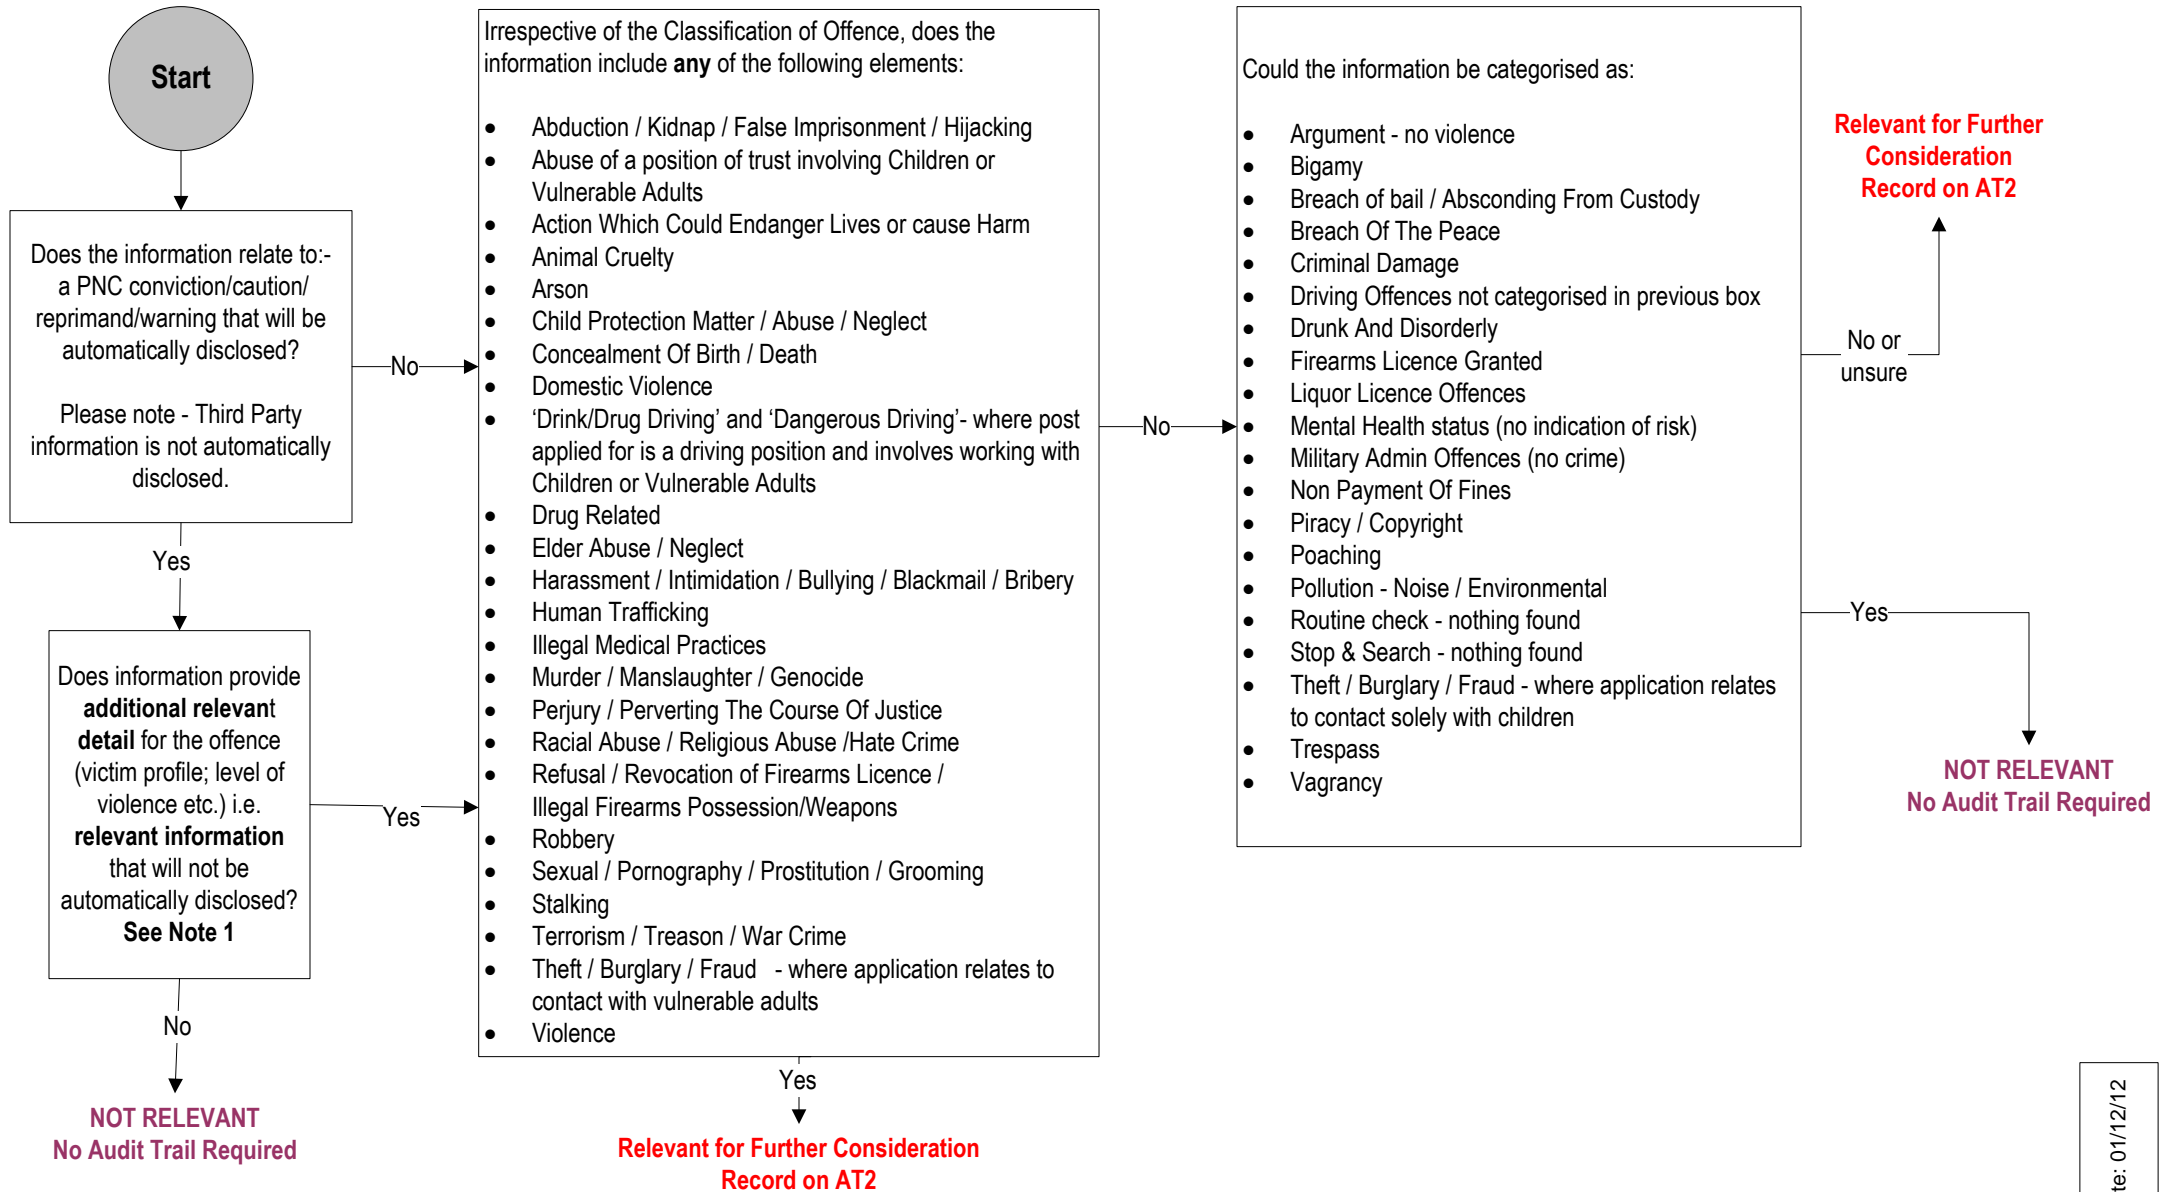 Start
Does the information relate to:-
a PNC conviction/caution/
reprimand/warning that will be
automatically disclosed?
Please note - Third Party
information is not automatically
disclosed.
No
Yes
Does information provide
additional relevant
detail for the offence
(victim profile; level of
violence etc.) i.e.
relevant information
that will not be
automatically disclosed?
See Note 1
Yes
No
NOT RELEVANT
No Audit Trail Required
Irrespective of the Classification of Offence, does the
information include any of the following elements:
• Abduction / Kidnap / False Imprisonment / Hijacking
• Abuse of a position of trust involving Children or
Vulnerable Adults
• Action Which Could Endanger Lives or cause Harm
• Animal Cruelty
• Arson
• Child Protection Matter / Abuse / Neglect
• Concealment Of Birth / Death
• Domestic Violence
• ‘Drink/Drug Driving’ and ‘Dangerous Driving’- where post
applied for is a driving position and involves working with
Children or Vulnerable Adults
• Drug Related
• Elder Abuse / Neglect
• Harassment / Intimidation / Bullying / Blackmail / Bribery
• Human Trafficking
• Illegal Medical Practices
• Murder / Manslaughter / Genocide
• Perjury / Perverting The Course Of Justice
• Racial Abuse / Religious Abuse /Hate Crime
• Refusal / Revocation of Firearms Licence /
Illegal Firearms Possession/Weapons
• Robbery
• Sexual / Pornography / Prostitution / Grooming
• Stalking
• Terrorism / Treason / War Crime
• Theft / Burglary / Fraud - where application relates to
contact with vulnerable adults
• Violence
Yes
Relevant for Further Consideration
Record on AT2
No
Could the information be categorised as:
• Argument - no violence
• Bigamy
• Breach of bail / Absconding From Custody
• Breach Of The Peace
• Criminal Damage
• Driving Offences not categorised in previous box
• Drunk And Disorderly
• Firearms Licence Granted
• Liquor Licence Offences
• Mental Health status (no indication of risk)
• Military Admin Offences (no crime)
• Non Payment Of Fines
• Piracy / Copyright
• Poaching
• Pollution - Noise / Environmental
• Routine check - nothing found
• Stop & Search - nothing found
• Theft / Burglary / Fraud - where application relates
to contact solely with children
• Trespass
• Vagrancy
No or
unsure
Relevant for Further
Consideration
Record on AT2
Yes
NOT RELEVANT
No Audit Trail Required
te: 01/12/12